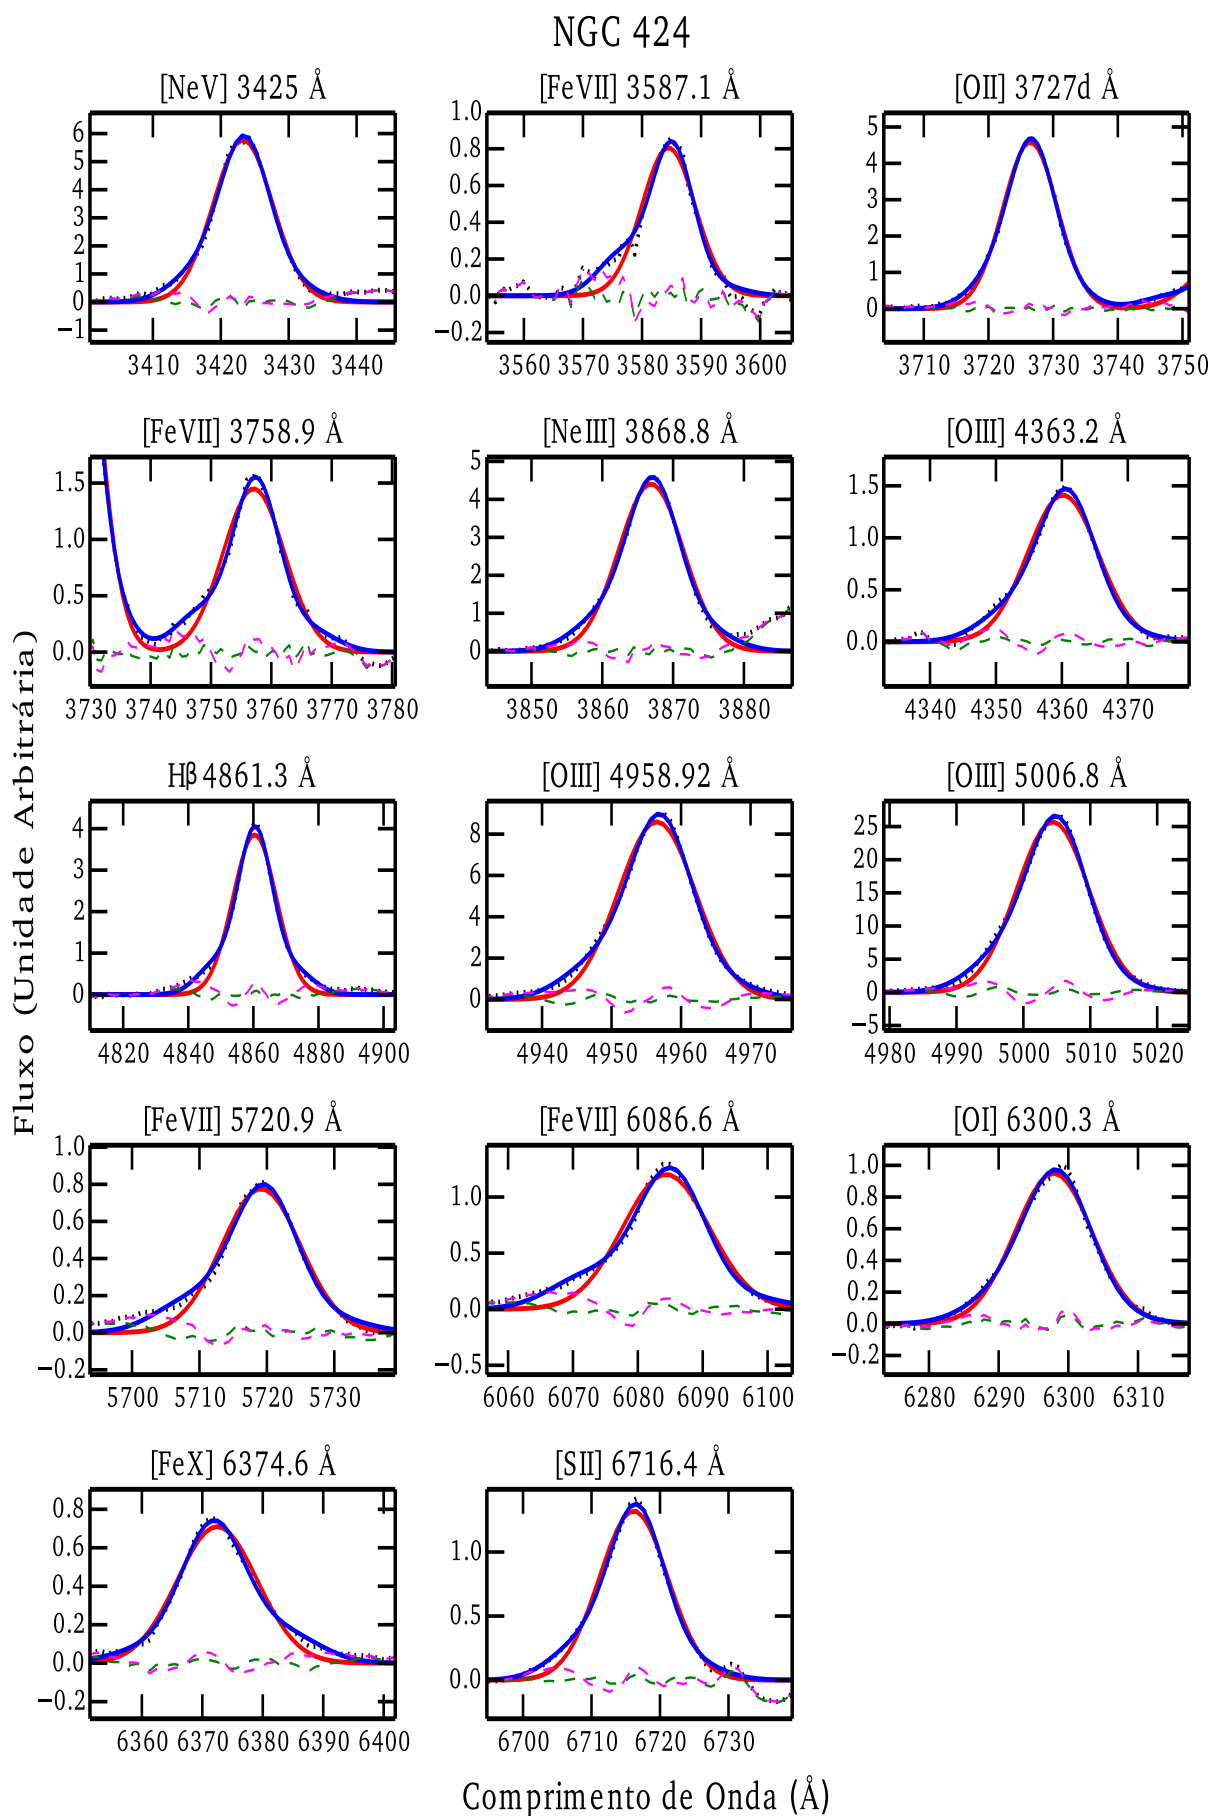 NGC 424
[NeV] 3425 Å
[FeVII] 3587.1 Å
[OII] 3727d Å
6
5
4
3
2
1
0
−1
3410 3420 3430 3440
1.0
0.8
0.6
0.4
0.2
0.0
−0.2
3560 3570 3580 3590 3600
5
4
3
2
1
0
3710 3720 3730 3740 3750
[FeVII] 3758.9 Å
[NeIII] 3868.8 Å
[OIII] 4363.2 Å
1.5
1.0
0.5
0.0
3730 3740 3750 3760 3770 3780
5
4
3
2
1
0
3850 3860 3870 3880
1.5
1.0
0.5
0.0
4340 4350 4360 4370
Fluxo (Unidade Arbitrária)
Hβ 4861.3 Å
[OIII] 4958.92 Å
[OIII] 5006.8 Å
4
3
2
1
0
4820 4840 4860 4880 4900
8
6
4
2
0
4940 4950 4960 4970
25
20
15
10
5
0
−5
4980 4990 5000 5010 5020
[FeVII] 5720.9 Å
[FeVII] 6086.6 Å
[OI] 6300.3 Å
1.0
0.8
0.6
0.4
0.2
0.0
−0.2
5700 5710 5720 5730
1.0
0.5
0.0
−0.5
6060 6070 6080 6090 6100
1.0
0.8
0.6
0.4
0.2
0.0
−0.2
6280 6290 6300 6310
[FeX] 6374.6 Å
[SII] 6716.4 Å
0.8
0.6
0.4
0.2
0.0
−0.2
6360 6370 6380 6390 6400
1.0
0.5
0.0
6700 6710 6720 6730
Comprimento de Onda (Å)